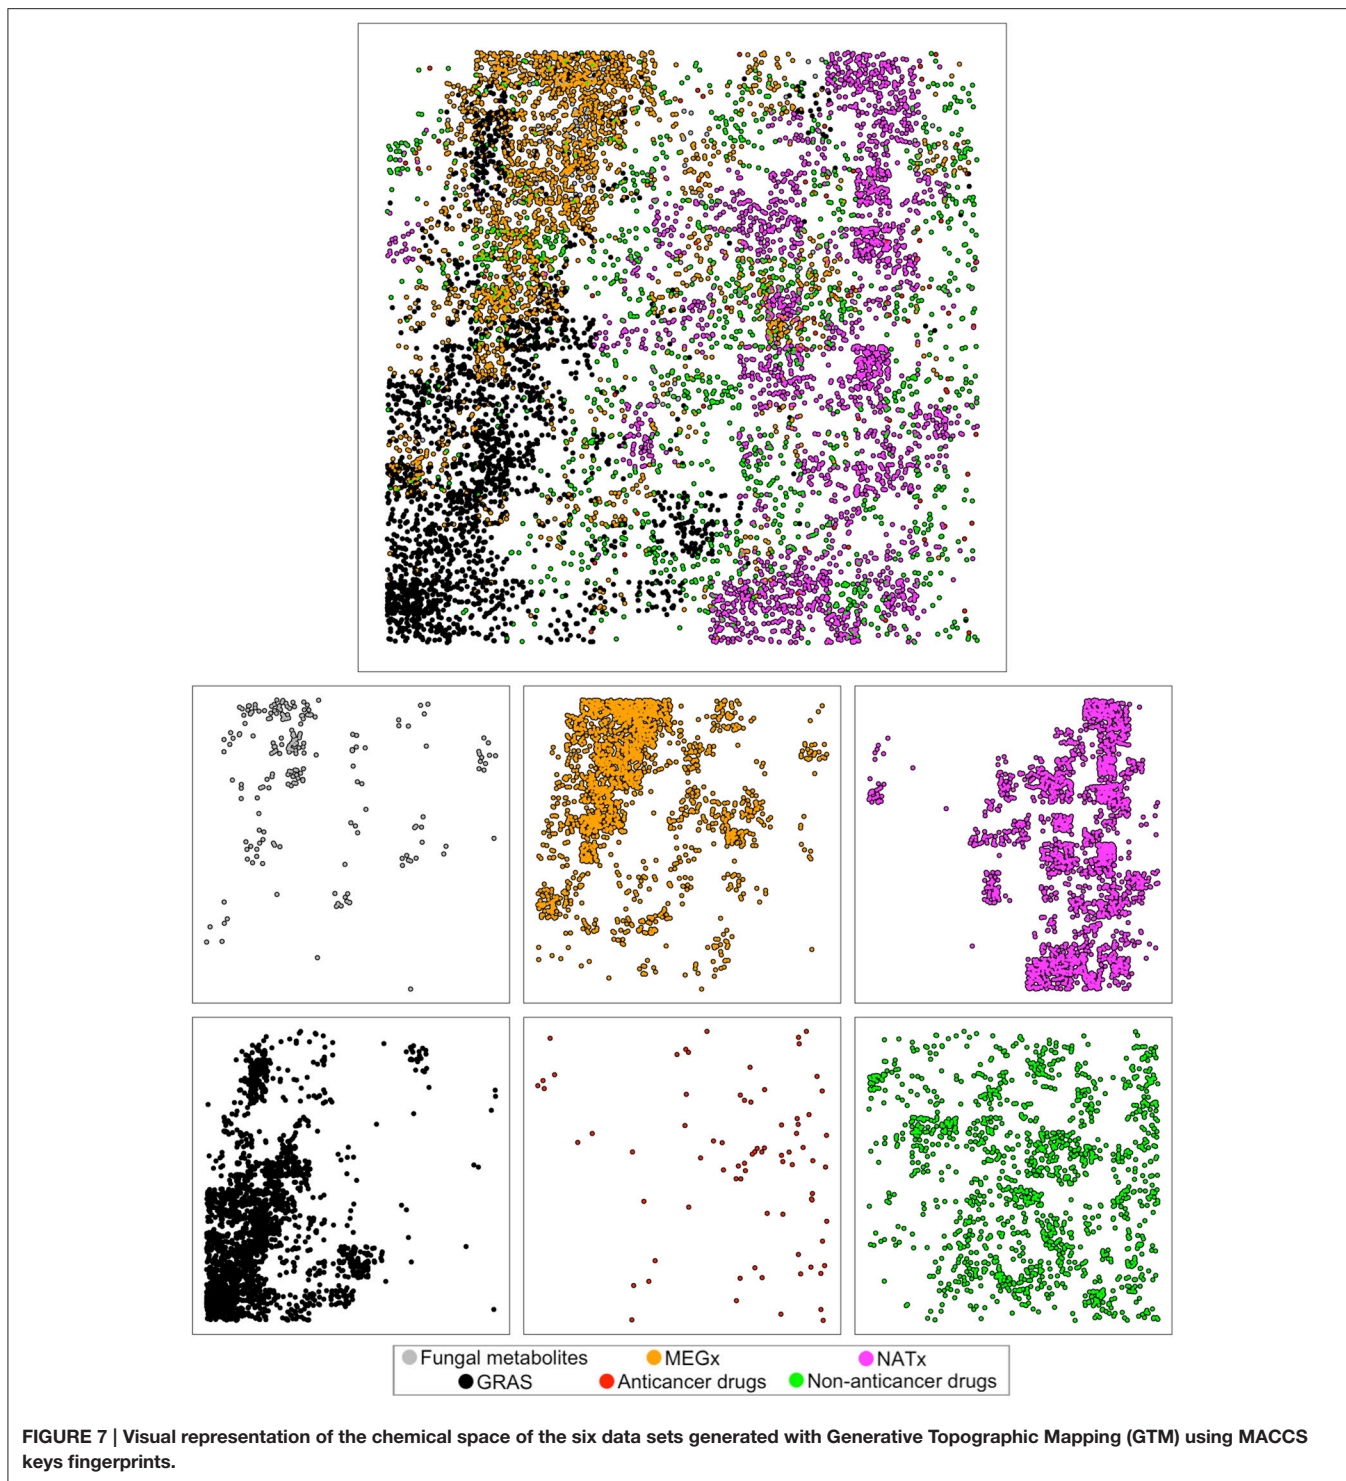 Fungal metabolites MEGx NATx
GRAS Anticancer drugs Non-anticancer drugs
FIGURE 7 | Visual representation of the chemical space of the six data sets generated with Generative Topographic Mapping (GTM) using MACCS
keys fingerprints.